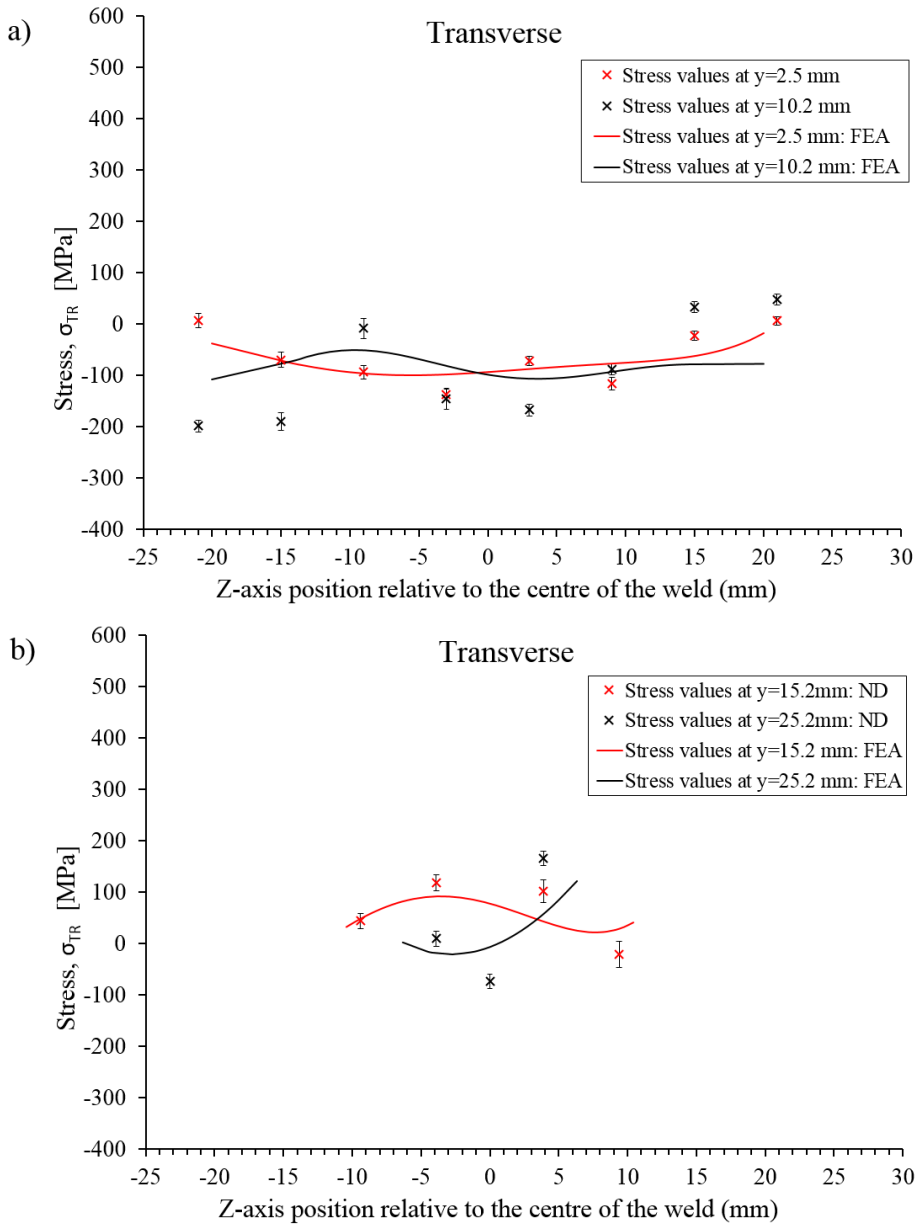 a)
Transverse
Stress values at y=2.5 mm
Stress values at y=10.2 mm
Stress values at y=2.5 mm: FEA
Stress values at y=10.2 mm: FEA
Stress, σTR [MPa]
600
500
400
300
200
100
0
-100
-200
-300
-400
-25 -20 -15 -10 -5 0 5 10 15 20 25 30
Z-axis position relative to the centre of the weld (mm)
b)
Transverse
Stress values at y=15.2mm: ND
Stress values at y=25.2mm: ND
Stress values at y=15.2 mm: FEA
Stress values at y=25.2 mm: FEA
Stress, σTR [MPa]
600
500
400
300
200
100
0
-100
-200
-300
-400
-25 -20 -15 -10 -5 0 5 10 15 20 25 30
Z-axis position relative to the centre of the weld (mm)